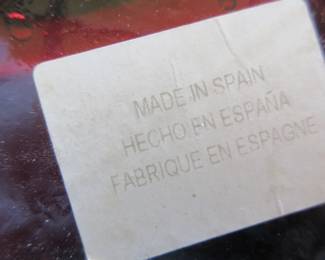 MADE IN SPAIN
HECHO EN ESPAÑA
FABRIQUE EN ESPAGNE